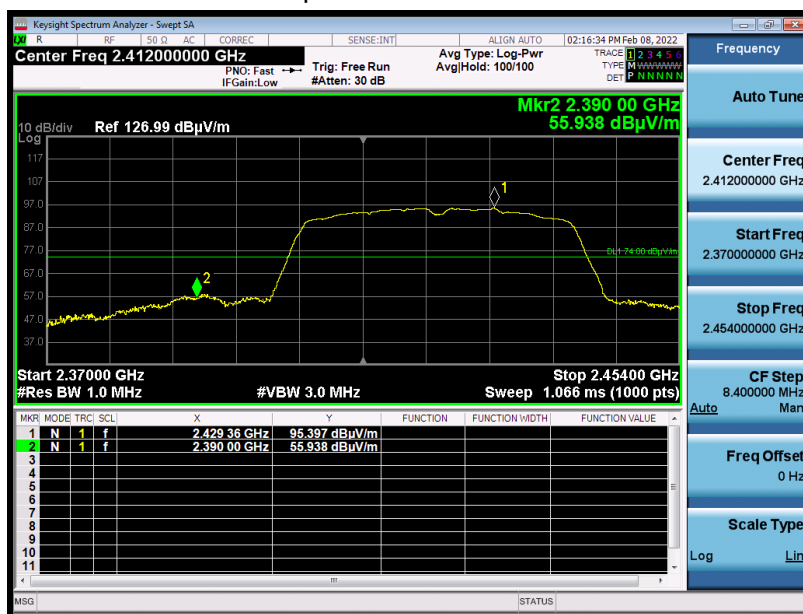 Keysight Spectrum Analyzer - Swept SA
LXI R RF 50 Ω AC CORREC SENSE:INT ALIGN AUTO 02:16:34 PM Feb 08, 2022
Center Freq 2.412000000 GHz
PNO: Fast
IFGain:Low
Trig: Free Run
#Atten: 30 dB
Avg Type: Log-Pwr
Avg|Hold: 100/100
TRACE 1 2 3 4 5 6
TYPE M WWWWW
DET P N N N N N
Mkr2 2.390 00 GHz
55.938 dBµV/m
10 dB/div Ref 126.99 dBµV/m
Log
117
107
97.0
87.0
77.0
67.0
57.0
47.0
37.0
1
2
DL1 74.00 dBµV/m
Start 2.37000 GHz Stop 2.45400 GHz
#Res BW 1.0 MHz #VBW 3.0 MHz Sweep 1.066 ms (1000 pts)
MKR MODE TRC SCL X Y FUNCTION FUNCTION WIDTH FUNCTION VALUE
1 N 1 f 2.429 36 GHz 95.397 dBµV/m
2 N 1 f 2.390 00 GHz 55.938 dBµV/m
3
4
5
6
7
8
9
10
11
MSG STATUS
Frequency
Auto Tune
Center Freq
2.412000000 GHz
Start Freq
2.370000000 GHz
Stop Freq
2.454000000 GHz
CF Step
8.400000 MHz
Auto Man
Freq Offset
0 Hz
Scale Type
Log Lin